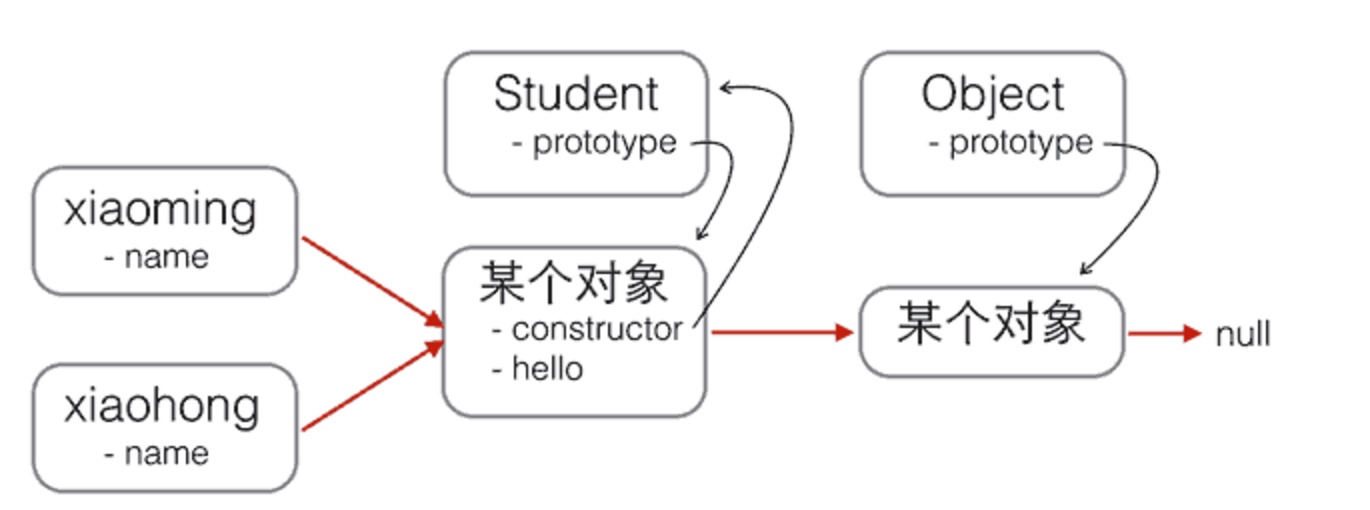 xiaoming
- name
xiaohong
- name
Student
- prototype
某个对象
- constructor
- hello
Object
- prototype
某个对象
null